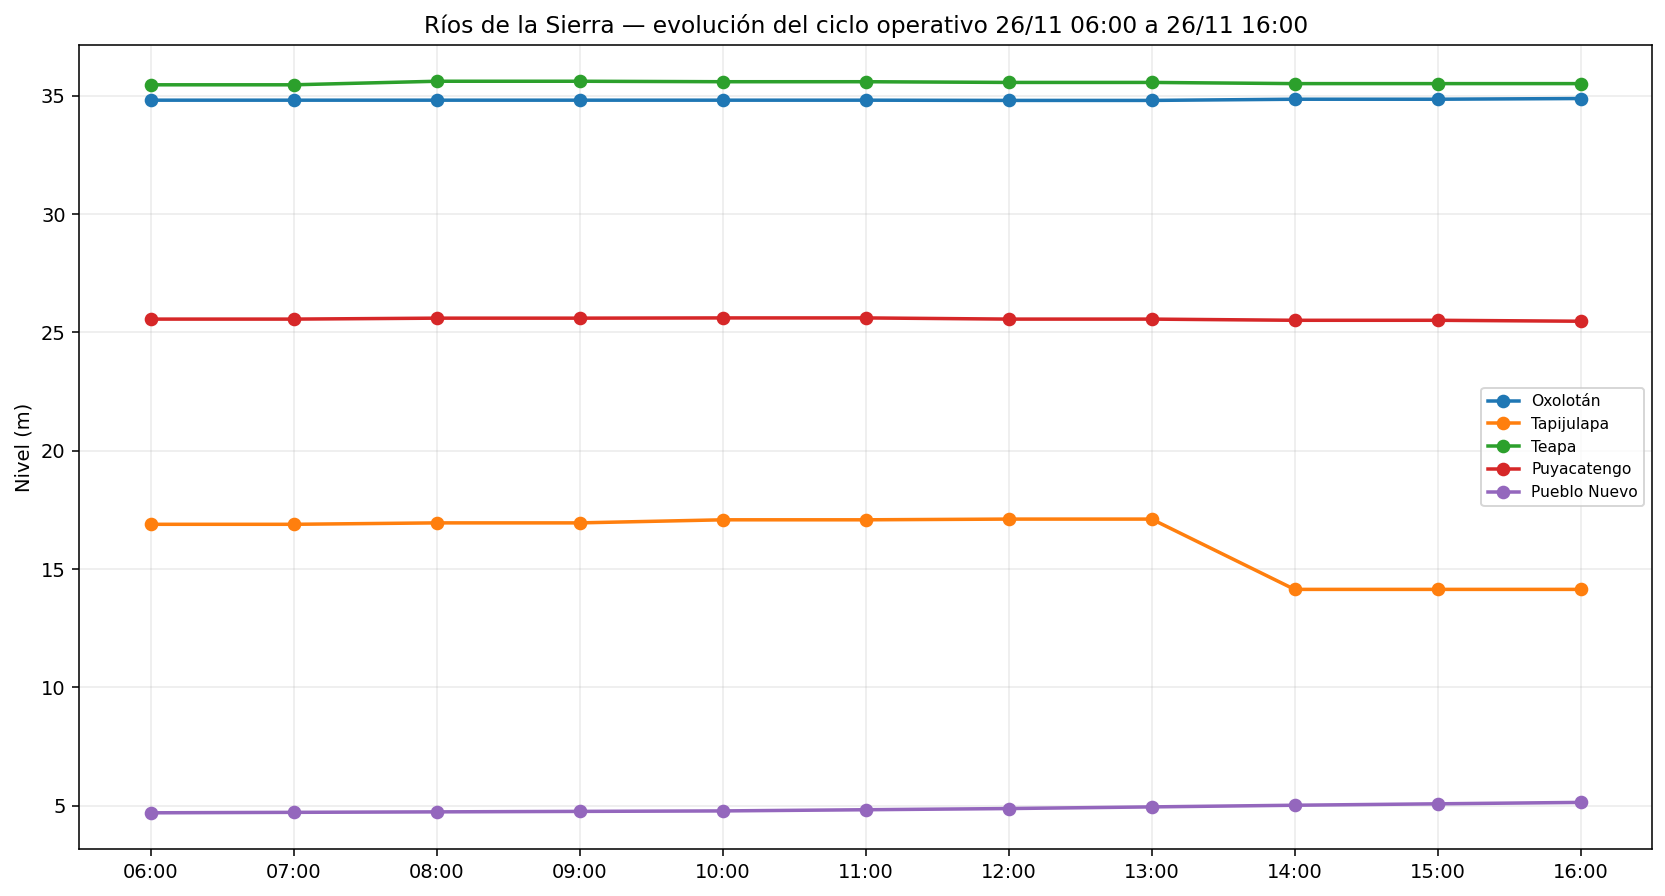 Ríos de la Sierra — evolución del ciclo operativo 26/11 06:00 a 26/11 16:00
Nivel (m)
35
30
25
20
15
10
5
Oxolotán
Tapijulapa
Teapa
Puyacatengo
Pueblo Nuevo
06:00 07:00 08:00 09:00 10:00 11:00 12:00 13:00 14:00 15:00 16:00